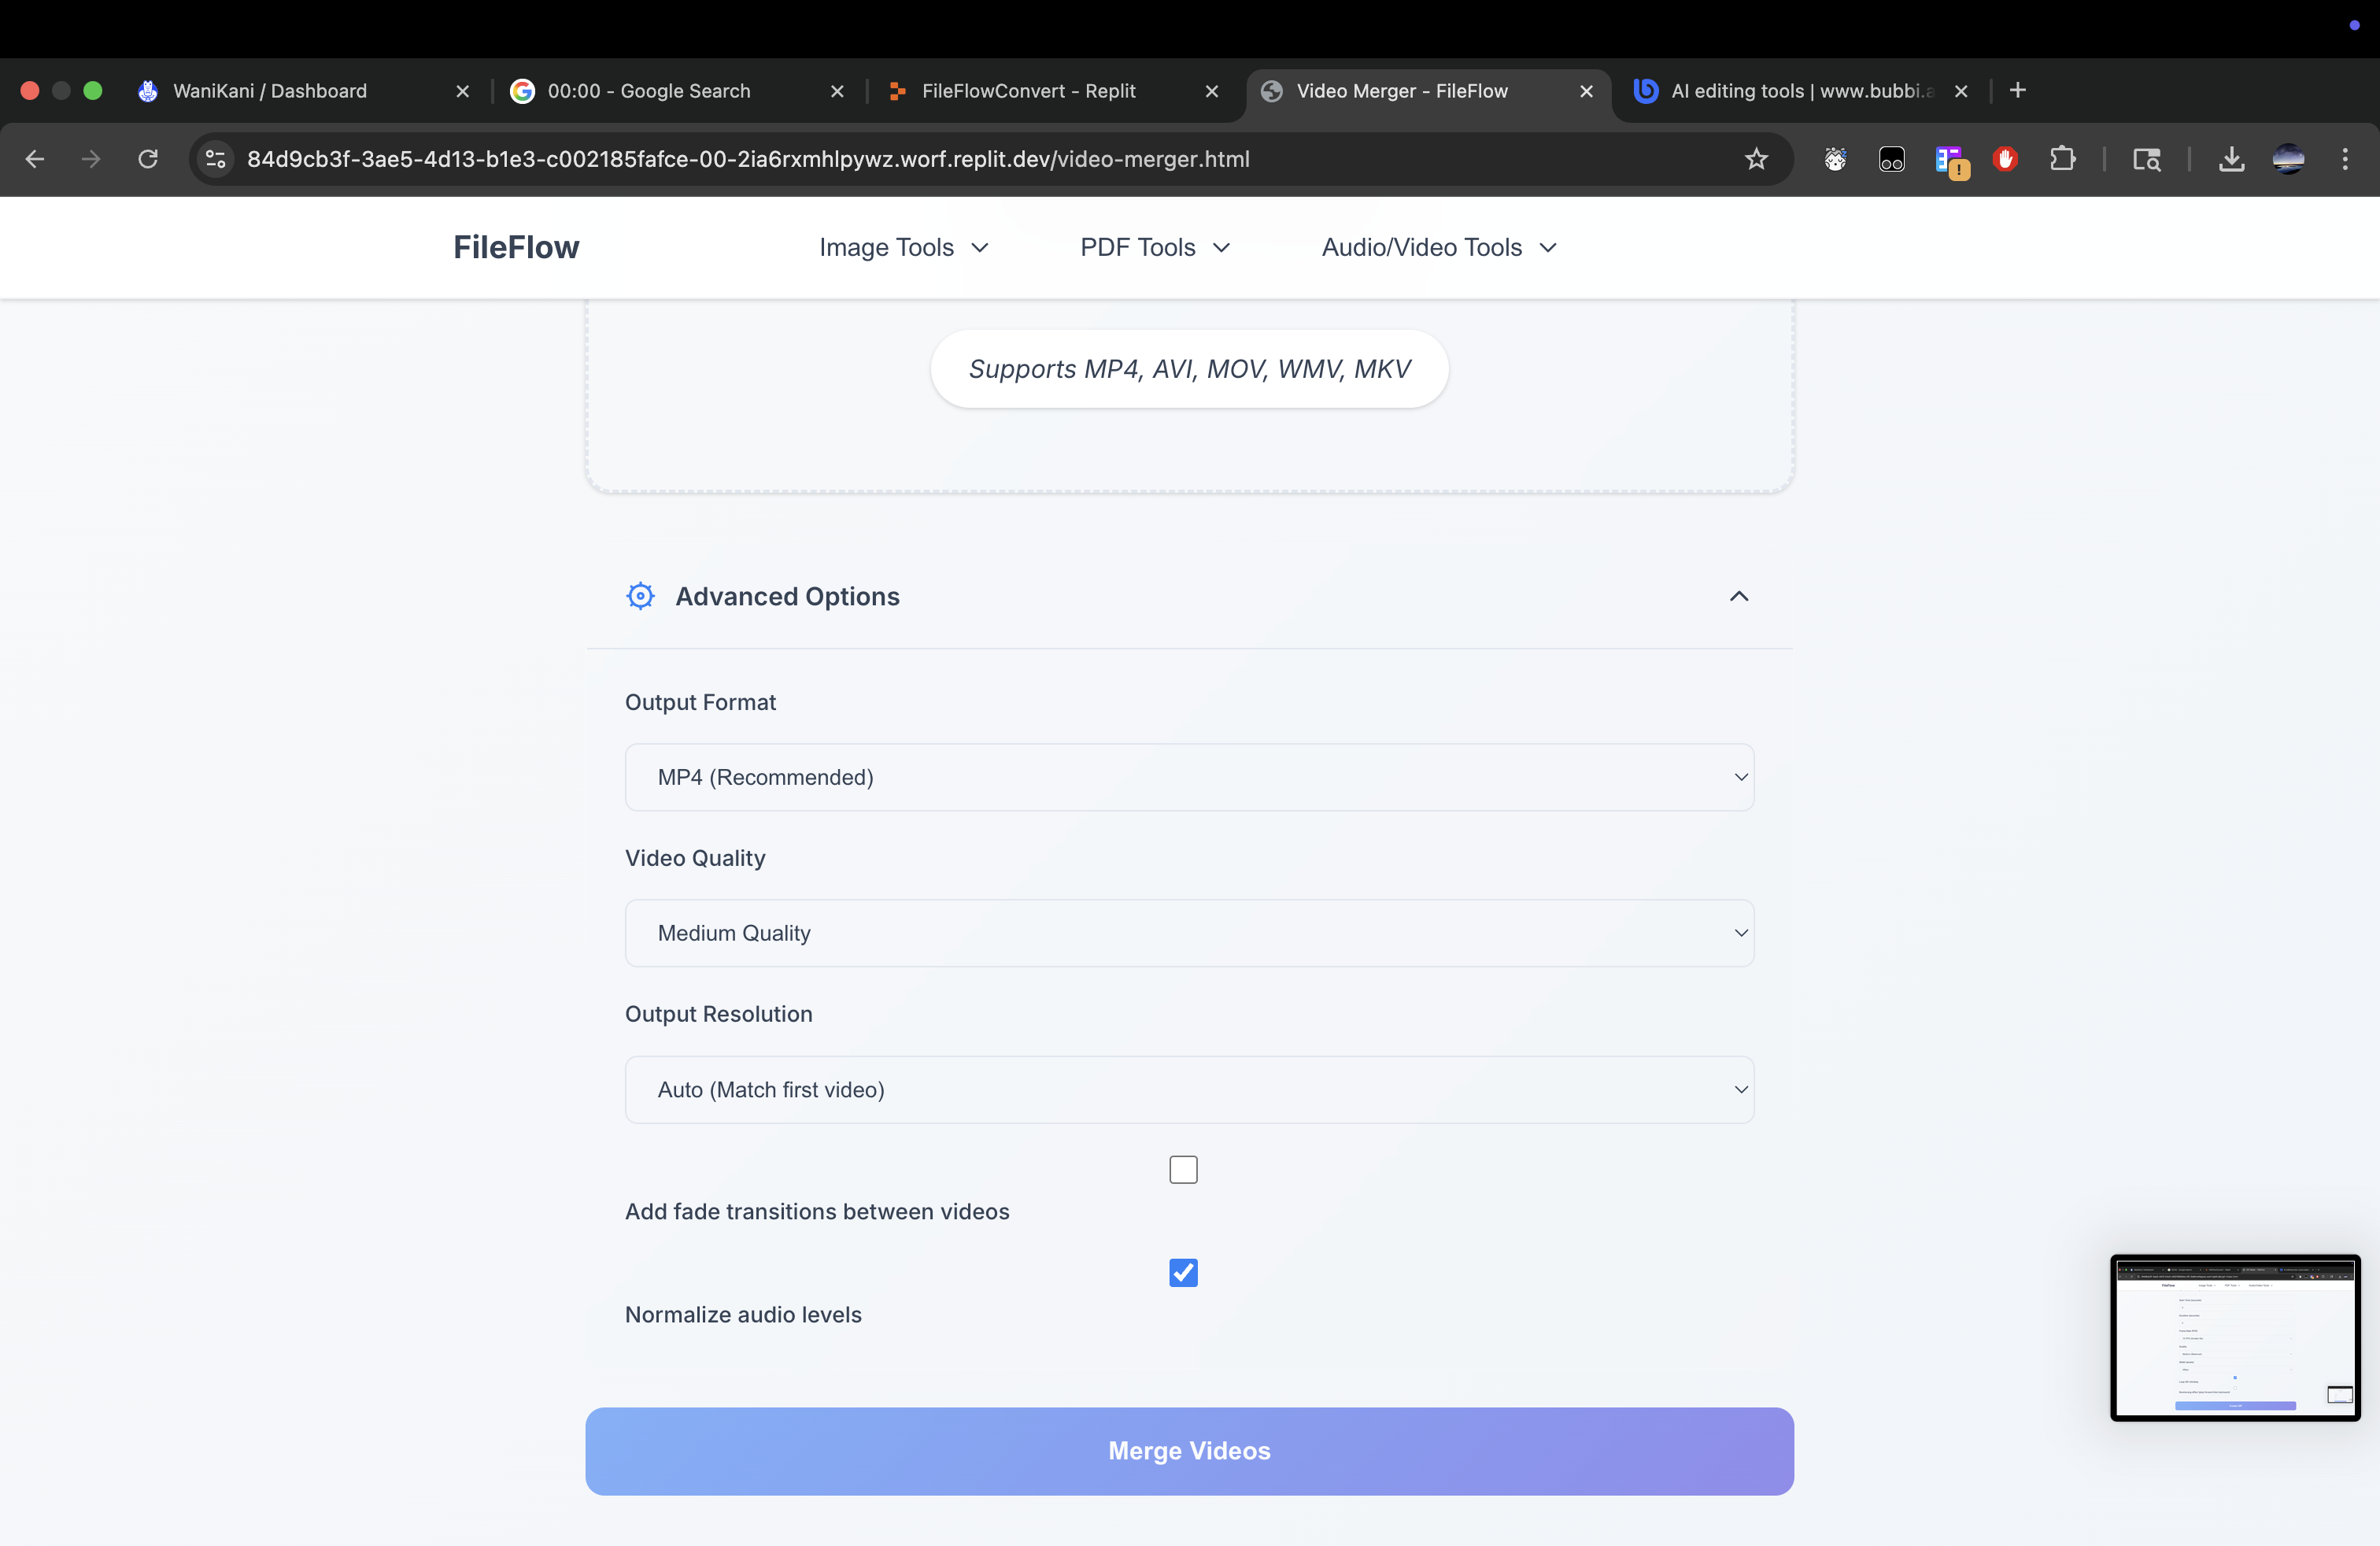 WaniKani / Dashboard
00:00 - Google Search
FileFlowConvert - Replit
Video Merger - FileFlow
AI editing tools | www.bubbi.a
84d9cb3f-3ae5-4d13-b1e3-c002185fafce-00-2ia6rxmhlpywz.worf.replit.dev/video-merger.html
FileFlow
Image Tools
PDF Tools
Audio/Video Tools
Supports MP4, AVI, MOV, WMV, MKV
Advanced Options
Output Format
MP4 (Recommended)
Video Quality
Medium Quality
Output Resolution
Auto (Match first video)
Add fade transitions between videos
Normalize audio levels
Merge Videos